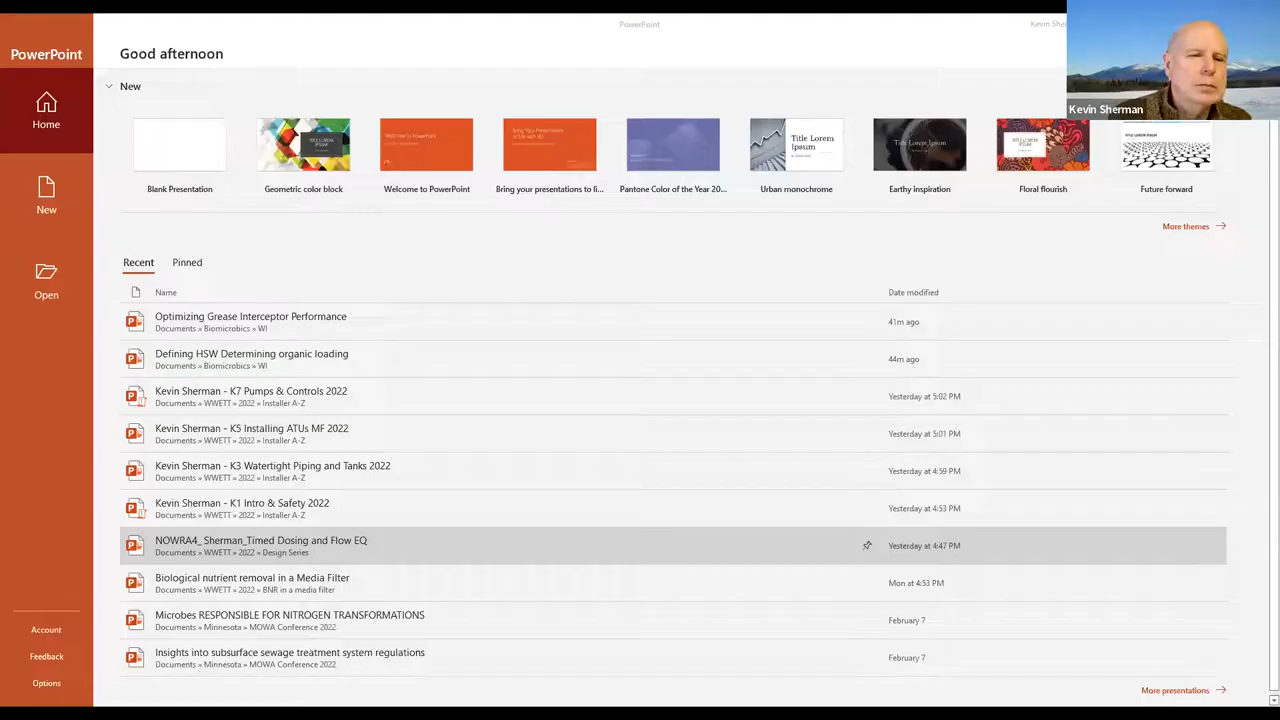 PowerPoint
Kevin Sher
PowerPoint
Good afternoon
Kevin Sherman
New
Home
New
Open
Blank Presentation
Geometric color block
Welcome to PowerPoint
Bring your presentations to li...
Pantone Color of the Year 20...
Urban monochrome
Earthy inspiration
Floral flourish
Future forward
Title Lorem
Ipsum
More themes
Recent
Pinned
Name
Date modified
Optimizing Grease Interceptor Performance
Documents » Biomicrobics » WI
41m ago
Defining HSW Determining organic loading
Documents » Biomicrobics » WI
44m ago
Kevin Sherman - K7 Pumps & Controls 2022
Documents » WWETT » 2022 » Installer A-Z
Yesterday at 5:02 PM
Kevin Sherman - K5 Installing ATUs MF 2022
Documents » WWETT » 2022 » Installer A-Z
Yesterday at 5:01 PM
Kevin Sherman - K3 Watertight Piping and Tanks 2022
Documents » WWETT » 2022 » Installer A-Z
Yesterday at 4:59 PM
Kevin Sherman - K1 Intro & Safety 2022
Documents » WWETT » 2022 » Installer A-Z
Yesterday at 4:53 PM
NOWRA4_ Sherman_Timed Dosing and Flow EQ
Documents » WWETT » 2022 » Design Series
Yesterday at 4:47 PM
Biological nutrient removal in a Media Filter
Documents » WWETT » 2022 » BNR in a media filter
Mon at 4:53 PM
Microbes RESPONSIBLE FOR NITROGEN TRANSFORMATIONS
Documents » Minnesota » MOWA Conference 2022
February 7
Insights into subsurface sewage treatment system regulations
Documents » Minnesota » MOWA Conference 2022
February 7
More presentations
Account
Feedback
Options